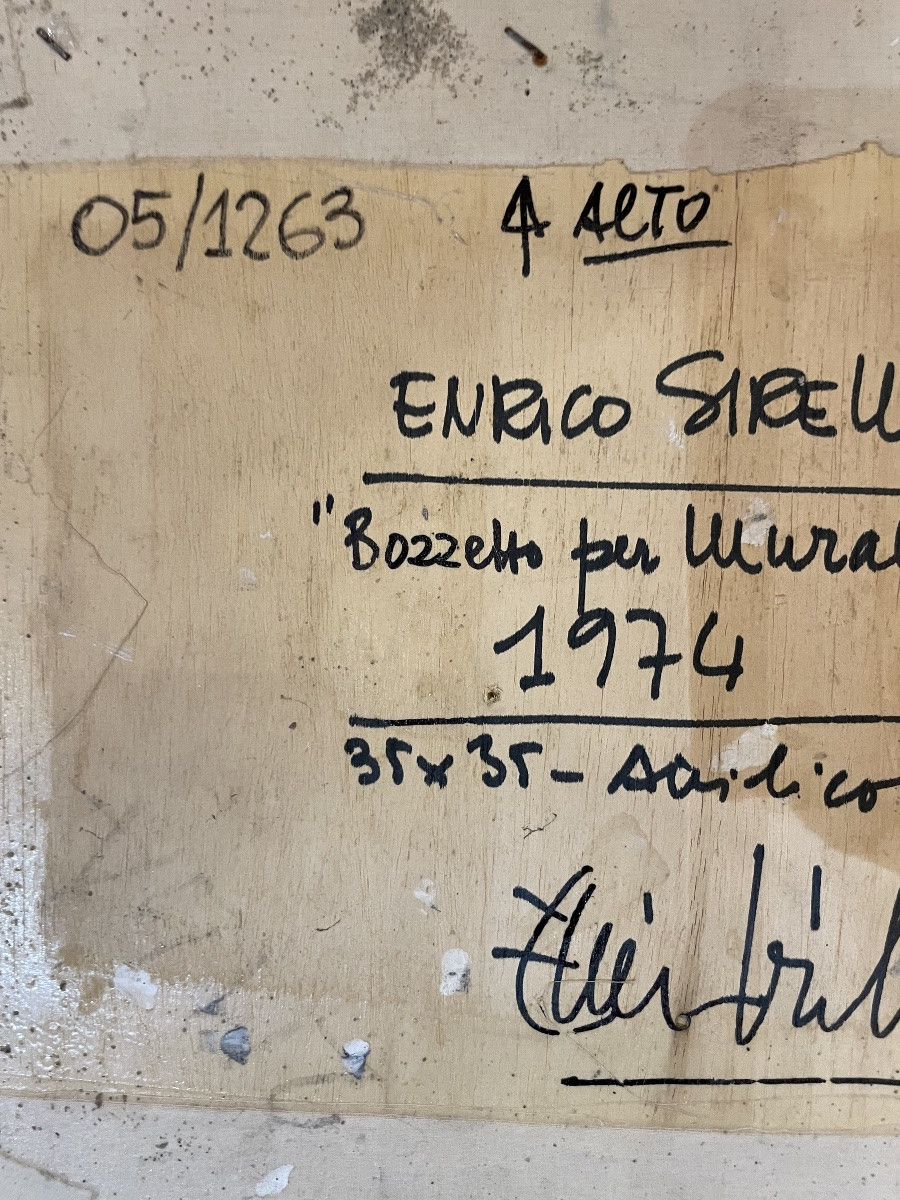 05/1263 ALTO
ENRICO SIRELL
"Bozzetto per Mural
1974
35x35 - Acrilico